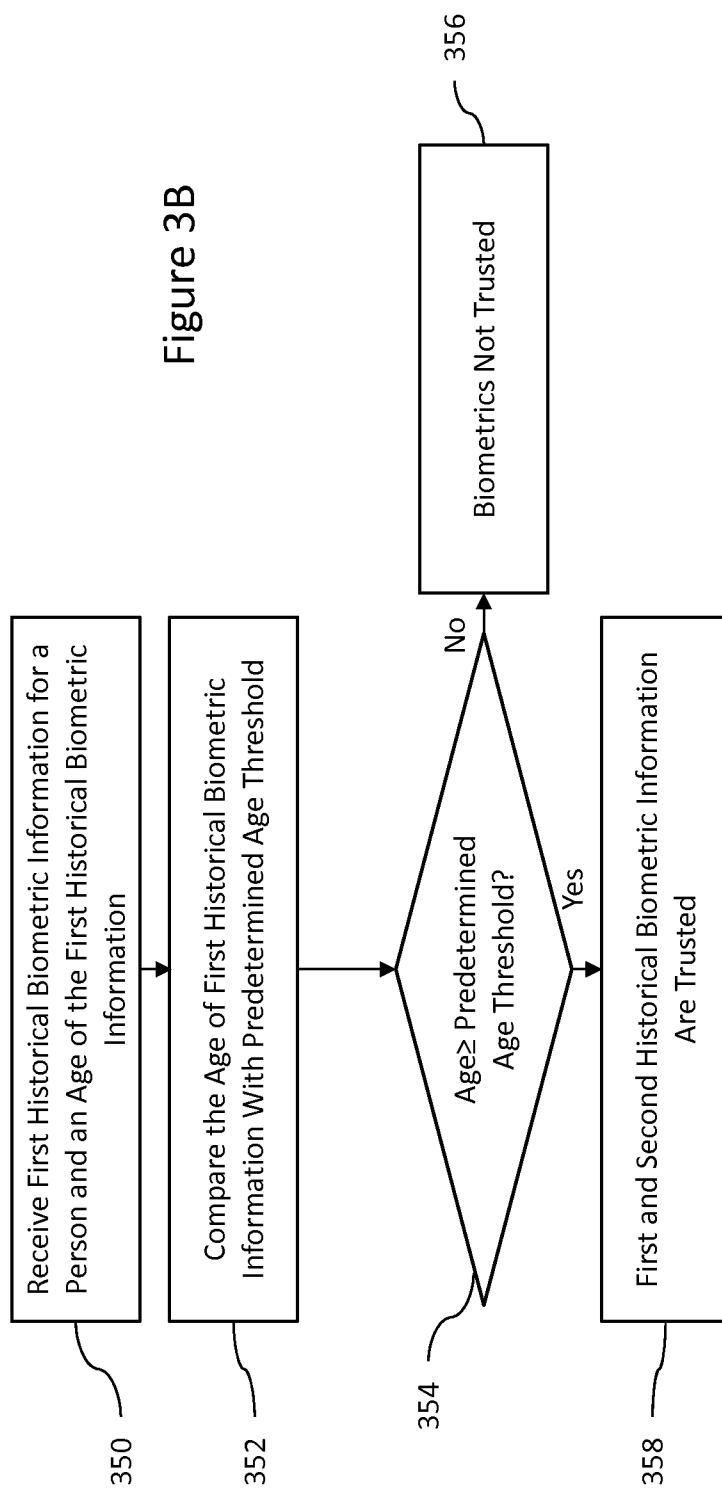 Figure 3B
350
Receive First Historical Biometric Information for a
Person and an Age of the First Historical Biometric
Information
352
Compare the Age of First Historical Biometric
Information With Predetermined Age Threshold
354
Age≥ Predetermined
Age Threshold?
No
Biometrics Not Trusted
356
Yes
358
First and Second Historical Biometric Information
Are Trusted